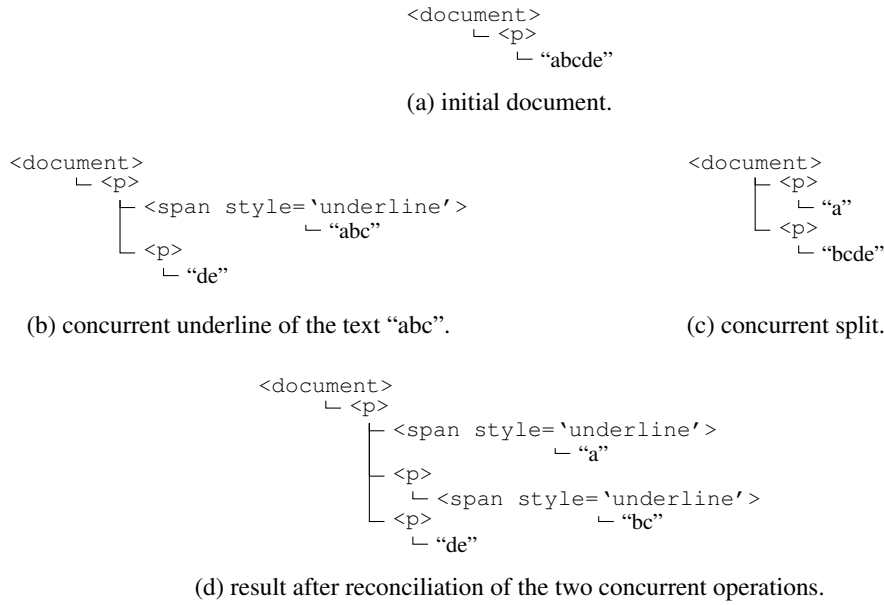 <document>
<p>
“abcde”
(a) initial document.
<document>
<p>
<span style=‘underline’>
“abc”
<p>
“de”
(b) concurrent underline of the text “abc”.
<document>
<p>
“a”
<p>
“bcde”
(c) concurrent split.
<document>
<p>
<span style=‘underline’>
“a”
<p>
<span style=‘underline’>
“bc”
<p>
“de”
(d) result after reconciliation of the two concurrent operations.